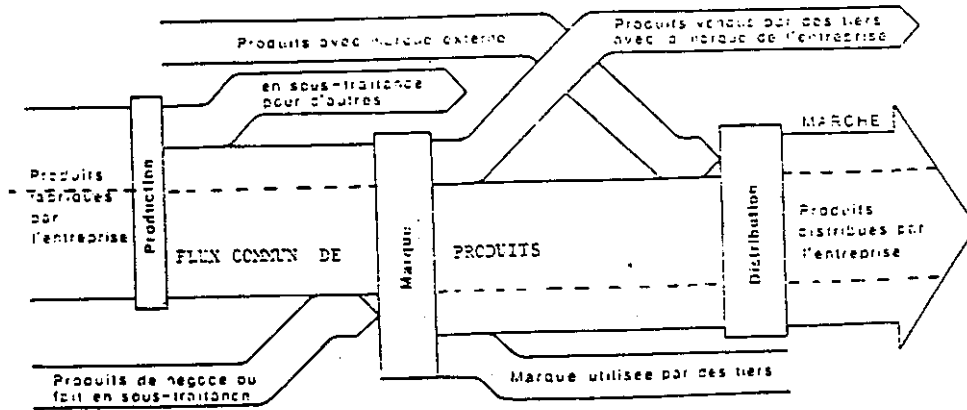 Produits avec marque externe
Produits vendus par des tiers
avec la marque de l'entreprise
en sous-traitance
pour d'autres
MARCHE
Produits
fabriqués
par
l'entreprise
Production
FLUX COMMUN DE
Marque
PRODUITS
Distribution
Produits
distribués par
l'entreprise
Produits de négoce ou
fait en sous-traitance
Marque utilisée par des tiers